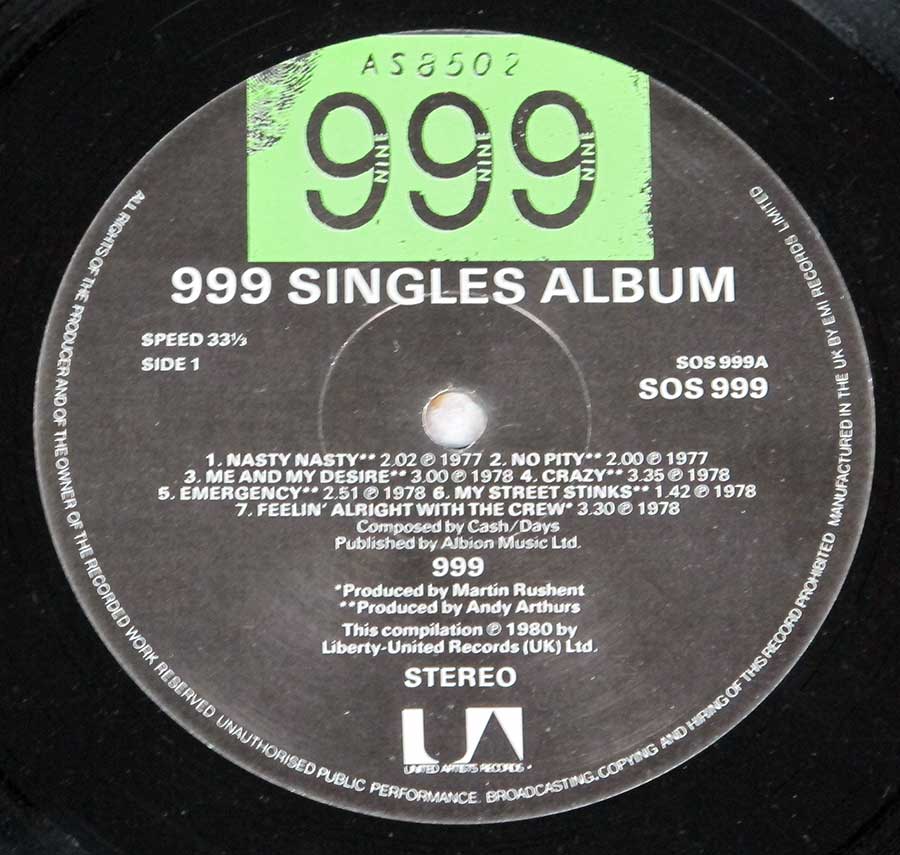 AS8502
999
NINE NINE NINE
999 SINGLES ALBUM
SPEED 33⅓
SIDE 1
SOS 999A
SOS 999
1. NASTY NASTY** 2.02 ℗ 1977 2. NO PITY** 2.00 ℗ 1977
3. ME AND MY DESIRE** 3.00 ℗ 1978 4. CRAZY** 3.35 ℗ 1978
5. EMERGENCY** 2.51 ℗ 1978 6. MY STREET STINKS** 1.42 ℗ 1978
7. FEELIN' ALRIGHT WITH THE CREW* 3.30 ℗ 1978
Composed by Cash/Days
Published by Albion Music Ltd.
999
*Produced by Martin Rushent
**Produced by Andy Arthurs
This compilation ℗ 1980 by
Liberty-United Records (UK) Ltd.
STEREO
UA
UNITED ARTISTS RECORDS
ALL RIGHTS OF THE PRODUCER AND OF THE OWNER OF THE RECORDED WORK RESERVED UNAUTHORISED PUBLIC PERFORMANCE. BROADCASTING. COPYING AND HIRING OF THIS RECORD PROHIBITED MANUFACTURED IN THE UK BY EMI RECORDS LIMITED